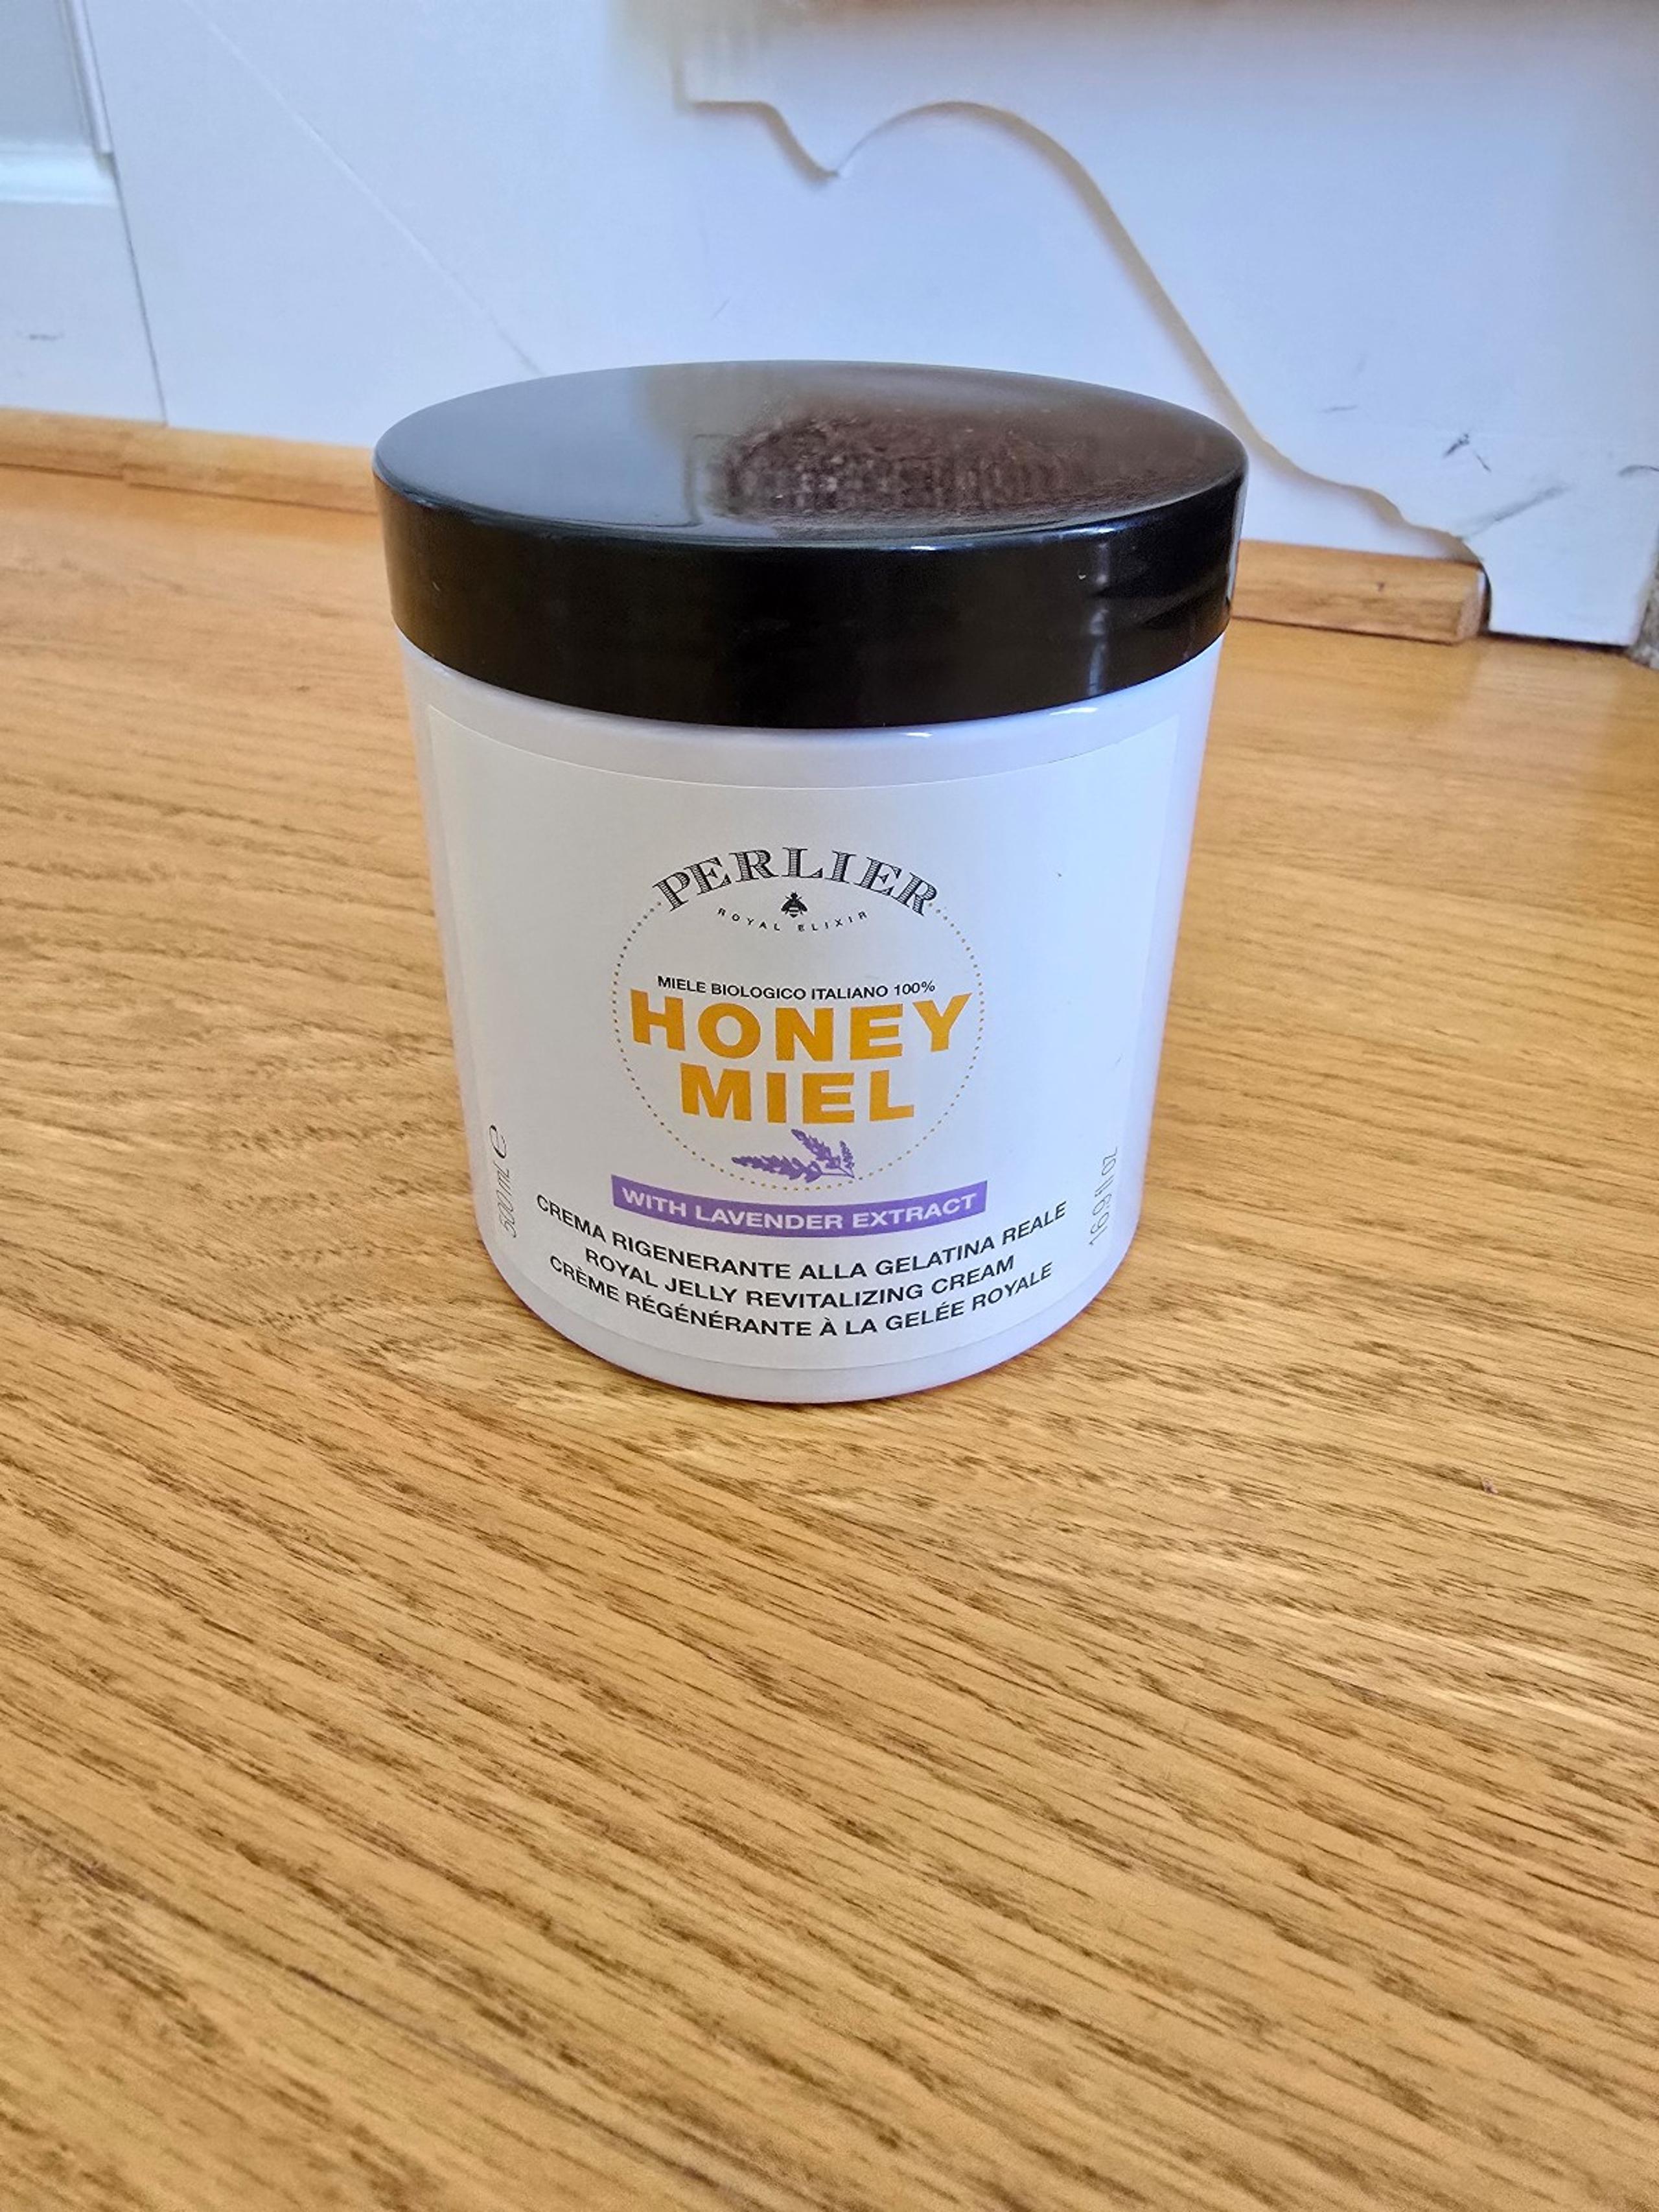 PERLIER
ROYAL ELIXIR
MIELE BIOLOGICO ITALIANO 100%
HONEY
MIEL
WITH LAVENDER EXTRACT
CREMA RIGENERANTE ALLA GELATINA REALE
ROYAL JELLY REVITALIZING CREAM
CRÈME RÉGÉNÉRANTE À LA GELÉE ROYALE
500 ml e
16.9 fl oz